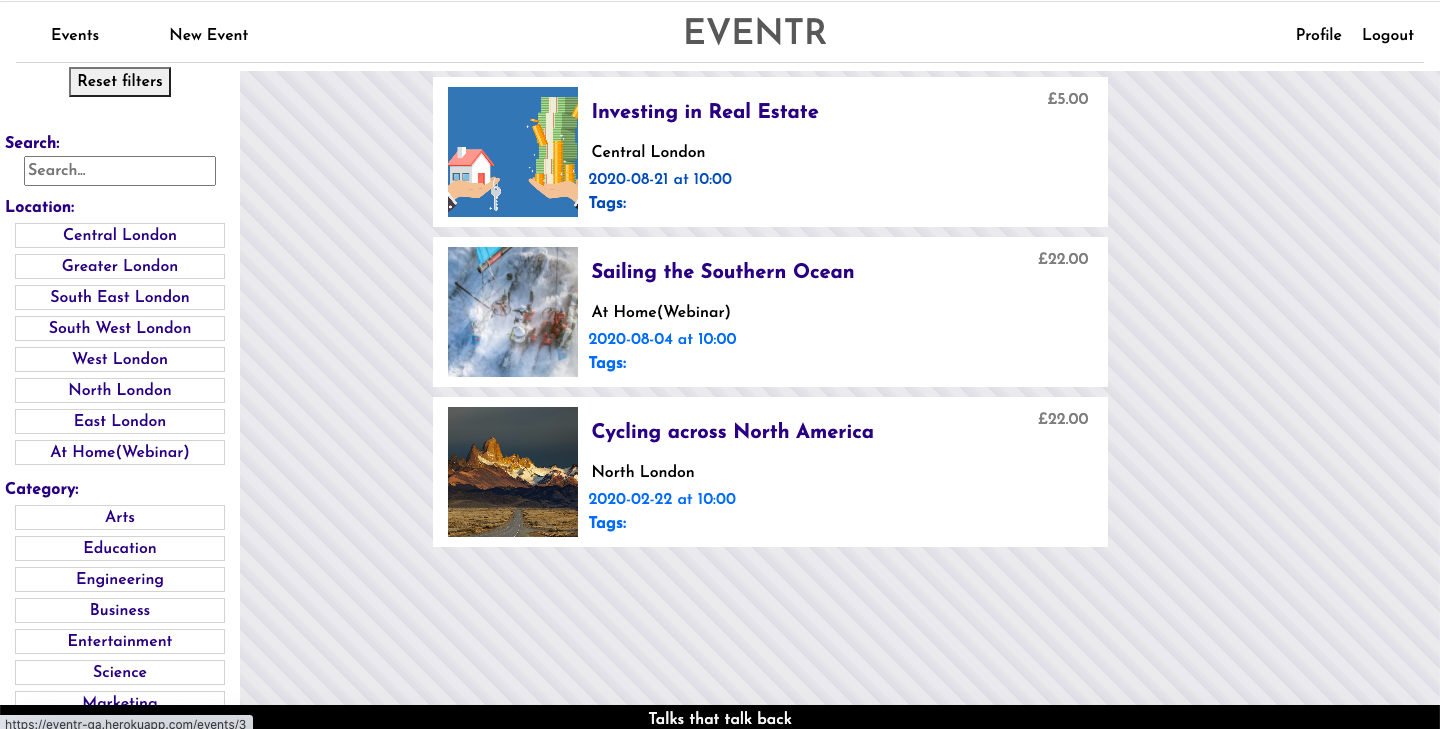 Events
New Event
EVENTR
Profile
Logout
Reset filters
Search:
Search...
Location:
Central London
Greater London
South East London
South West London
West London
North London
East London
At Home(Webinar)
Category:
Arts
Education
Engineering
Business
Entertainment
Science
Marketing
Investing in Real Estate
£5.00
Central London
2020-08-21 at 10:00
Tags:
Sailing the Southern Ocean
£22.00
At Home(Webinar)
2020-08-04 at 10:00
Tags:
Cycling across North America
£22.00
North London
2020-02-22 at 10:00
Tags:
Talks that talk back
https://eventr-ga.herokuapp.com/events/3